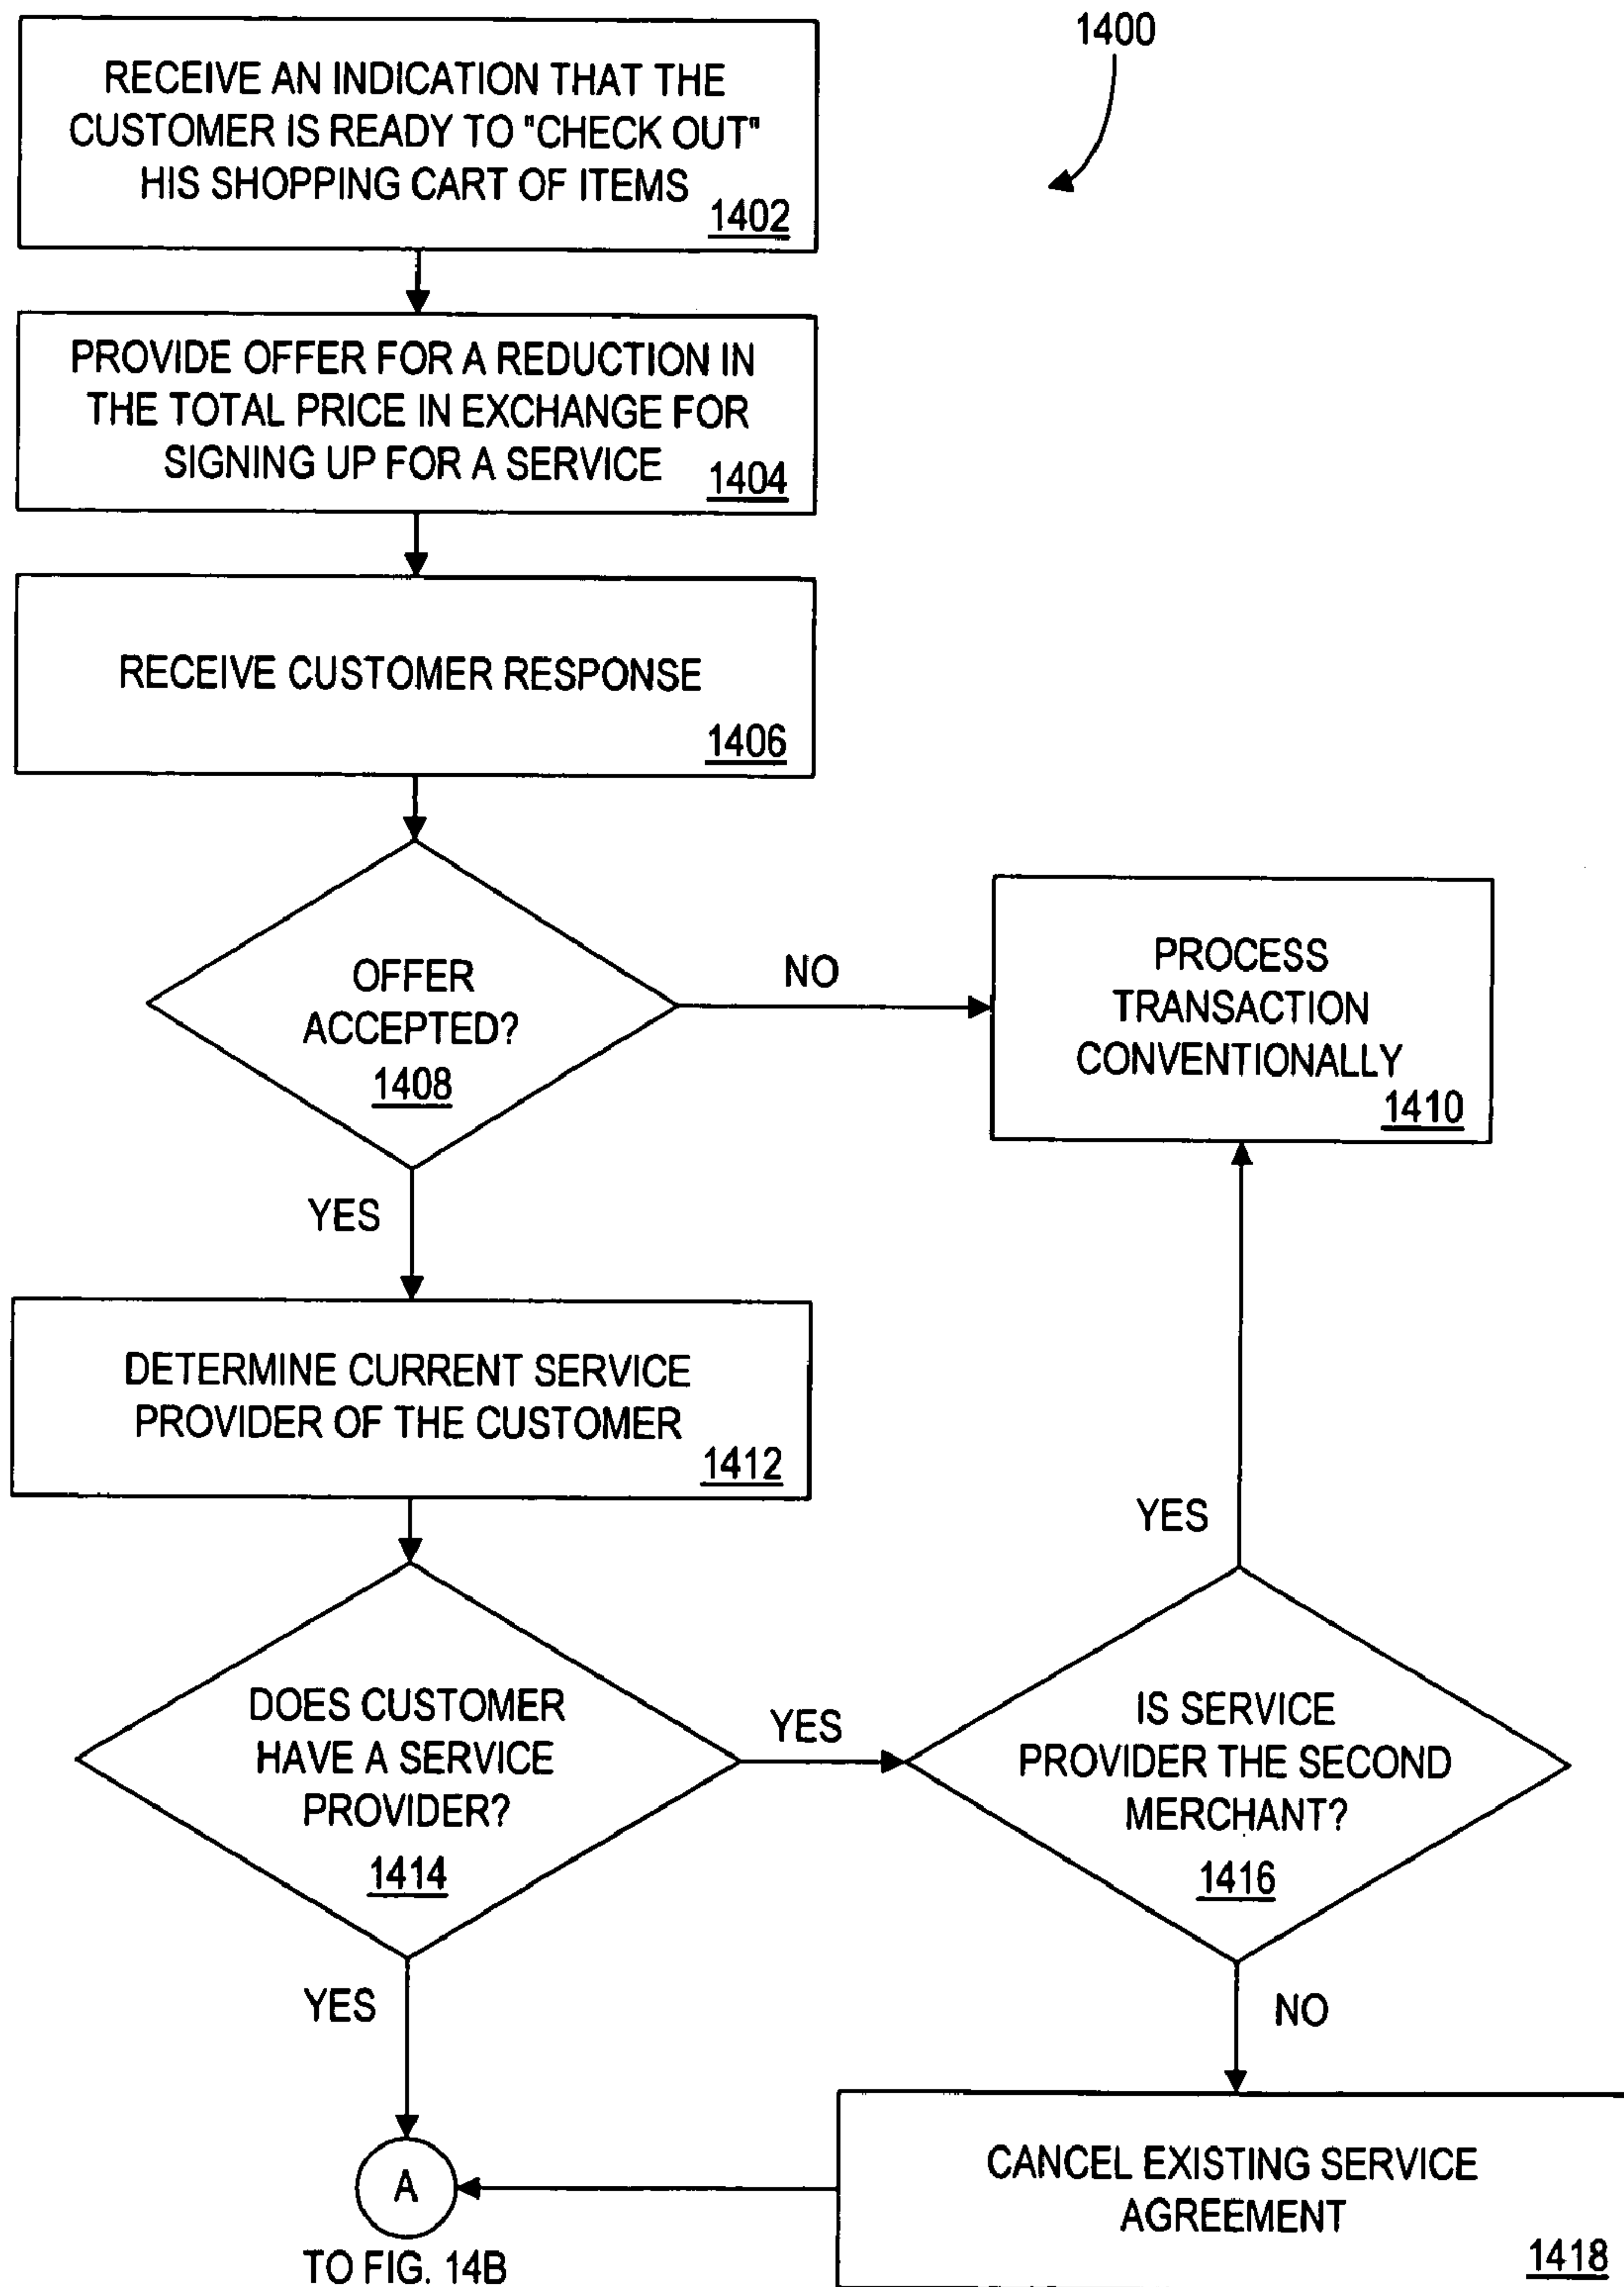 1400
RECEIVE AN INDICATION THAT THE
CUSTOMER IS READY TO "CHECK OUT"
HIS SHOPPING CART OF ITEMS
1402
PROVIDE OFFER FOR A REDUCTION IN
THE TOTAL PRICE IN EXCHANGE FOR
SIGNING UP FOR A SERVICE
1404
RECEIVE CUSTOMER RESPONSE
1406
OFFER
ACCEPTED?
1408
NO
PROCESS
TRANSACTION
CONVENTIONALLY
1410
YES
DETERMINE CURRENT SERVICE
PROVIDER OF THE CUSTOMER
1412
DOES CUSTOMER
HAVE A SERVICE
PROVIDER?
1414
YES
IS SERVICE
PROVIDER THE SECOND
MERCHANT?
1416
YES
YES
NO
CANCEL EXISTING SERVICE
AGREEMENT
1418
A
TO FIG. 14B